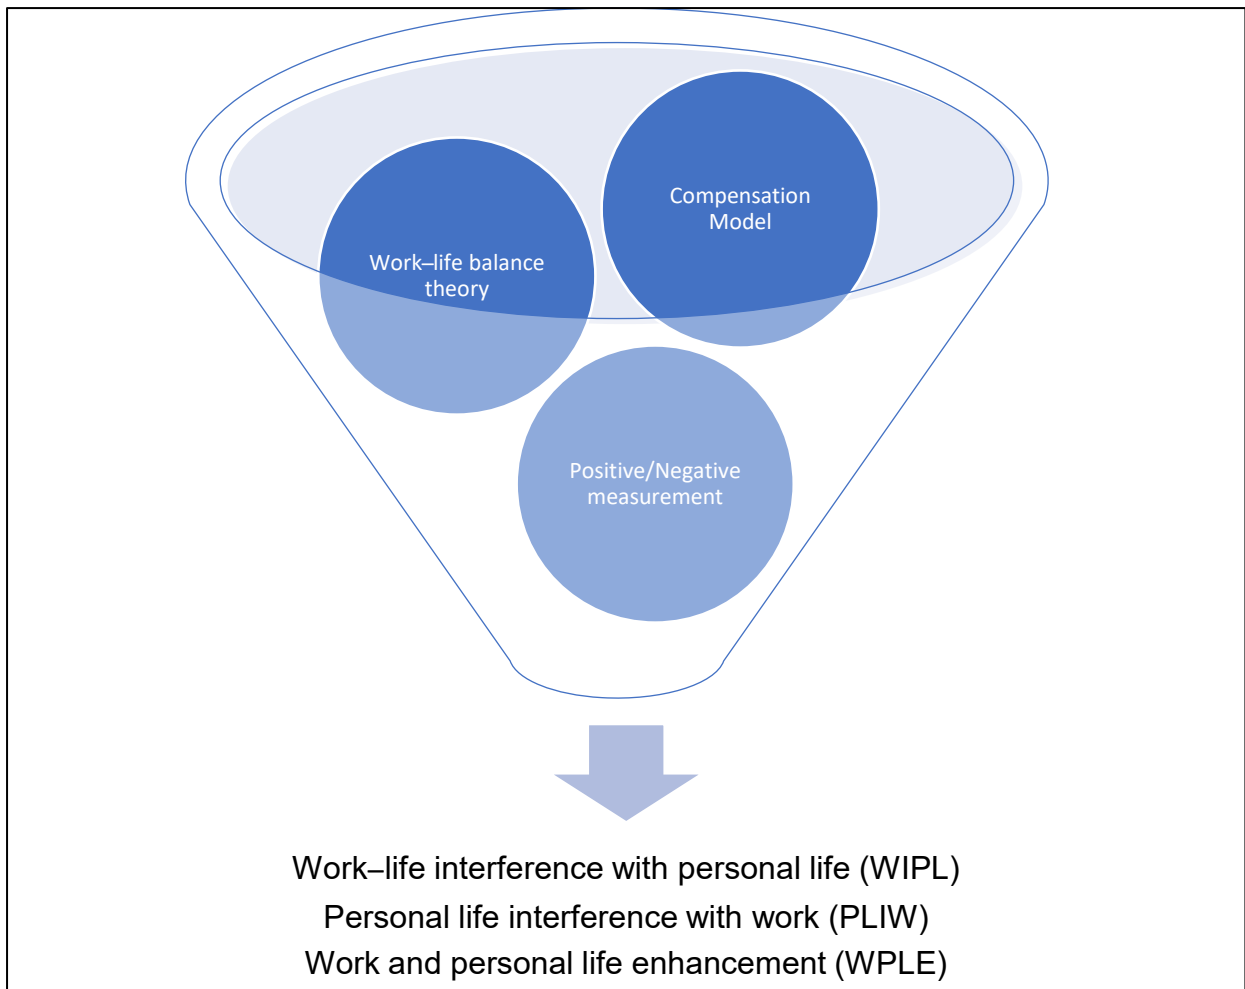 Compensation
Model
Work–life balance
theory
Positive/Negative
measurement
Work–life interference with personal life (WIPL)
Personal life interference with work (PLIW)
Work and personal life enhancement (WPLE)